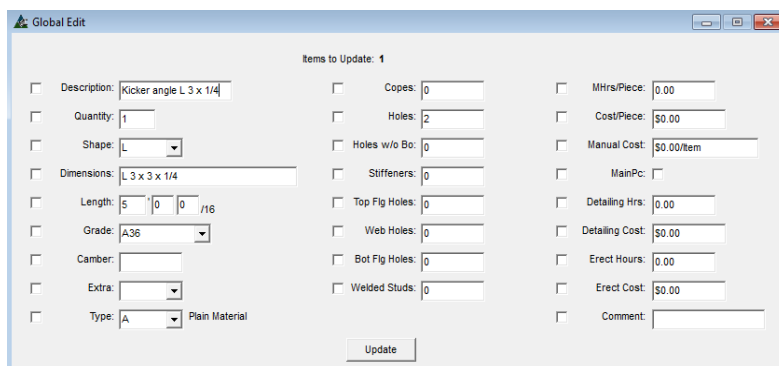 Global Edit
Items to Update: 1
Description: Kicker angle L 3 x 1/4 Copes: 0 MHrs/Piece: 0.00
Quantity: 1 Holes: 2 Cost/Piece: $0.00
Shape: L Holes w/o Bo: 0 Manual Cost: $0.00/Item
Dimensions: L 3 x 3 x 1/4 Stiffeners: 0 MainPc:
Length: 5 ' 0 0 /16 Top Flg Holes: 0 Detailing Hrs: 0.00
Grade: A36 Web Holes: 0 Detailing Cost: $0.00
Camber: Bot Flg Holes: 0 Erect Hours: 0.00
Extra: Welded Studs: 0 Erect Cost: $0.00
Type: A Plain Material Comment:
Update